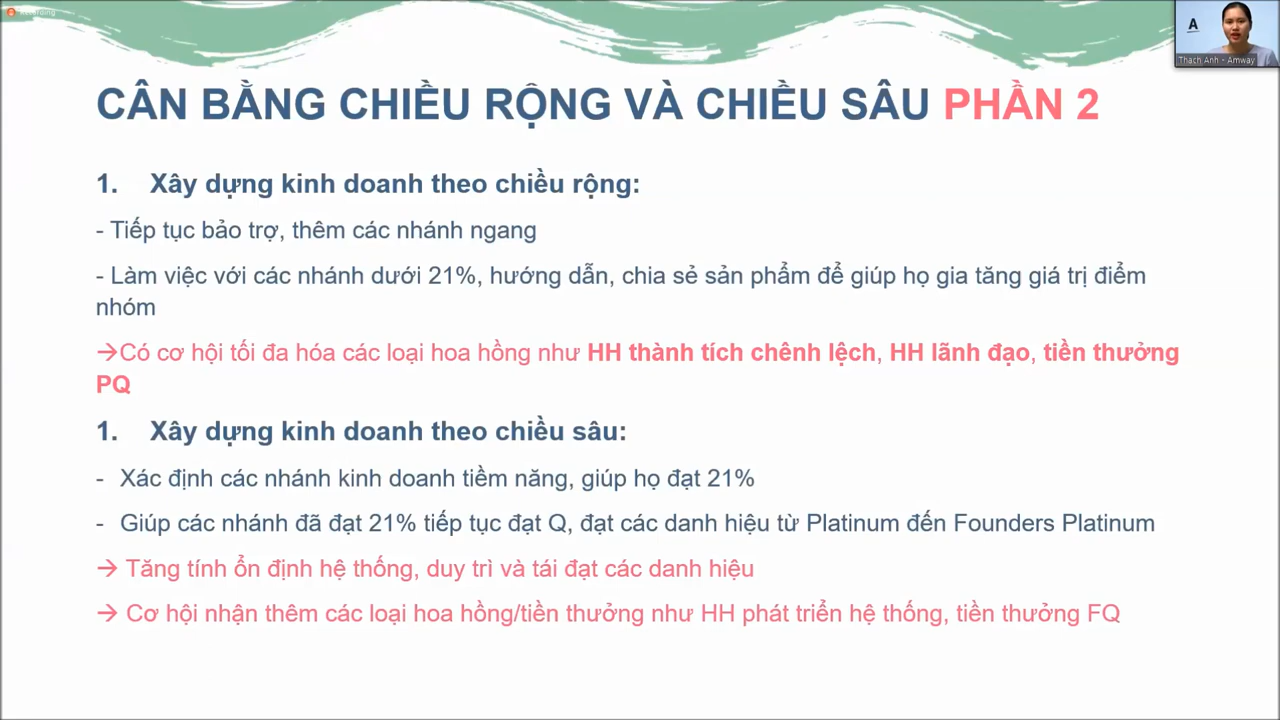 Recording
A
Thach Anh - Amway
CÂN BẰNG CHIỀU RỘNG VÀ CHIỀU SÂU PHẦN 2
1. Xây dựng kinh doanh theo chiều rộng:
- Tiếp tục bảo trợ, thêm các nhánh ngang
- Làm việc với các nhánh dưới 21%, hướng dẫn, chia sẻ sản phẩm để giúp họ gia tăng giá trị điểm
nhóm
→Có cơ hội tối đa hóa các loại hoa hồng như HH thành tích chênh lệch, HH lãnh đạo, tiền thưởng
PQ
1. Xây dựng kinh doanh theo chiều sâu:
- Xác định các nhánh kinh doanh tiềm năng, giúp họ đạt 21%
- Giúp các nhánh đã đạt 21% tiếp tục đạt Q, đạt các danh hiệu từ Platinum đến Founders Platinum
→ Tăng tính ổn định hệ thống, duy trì và tái đạt các danh hiệu
→ Cơ hội nhận thêm các loại hoa hồng/tiền thưởng như HH phát triển hệ thống, tiền thưởng FQ